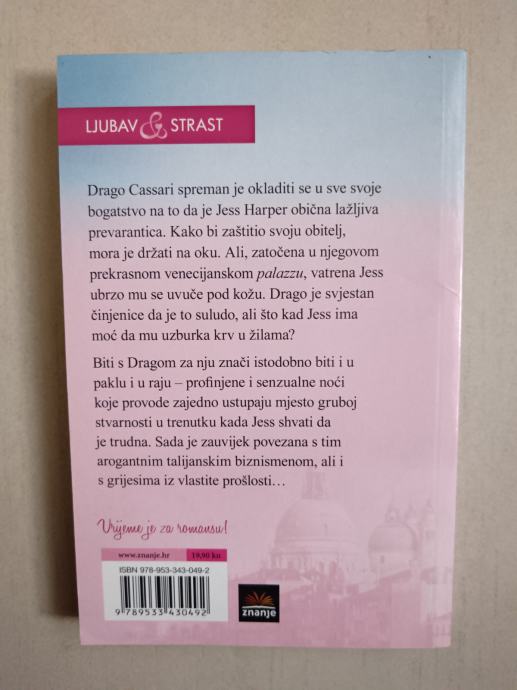 LJUBAV & STRAST
Drago Cassari spreman je okladiti se u sve svoje
bogatstvo na to da je Jess Harper obična lažljiva
prevarantica. Kako bi zaštitio svoju obitelj,
mora je držati na oku. Ali, zatočena u njegovom
prekrasnom venecijanskom palazzu, vatrena Jess
ubrzo mu se uvuče pod kožu. Drago je svjestan
činjenice da je to suludo, ali što kad Jess ima
moć da mu uzburka krv u žilama?
Biti s Dragom za nju znači istodobno biti i u
paklu i u raju – profinjene i senzualne noći
koje provode zajedno ustupaju mjesto gruboj
stvarnosti u trenutku kada Jess shvati da
je trudna. Sada je zauvijek povezana s tim
arogantnim talijanskim biznismenom, ali i
s grijesima iz vlastite prošlosti…
Vrijeme je za romansu!
www.znanje.hr 19,90 kn
ISBN 978-953-343-049-2
9 789533 430492
znanje